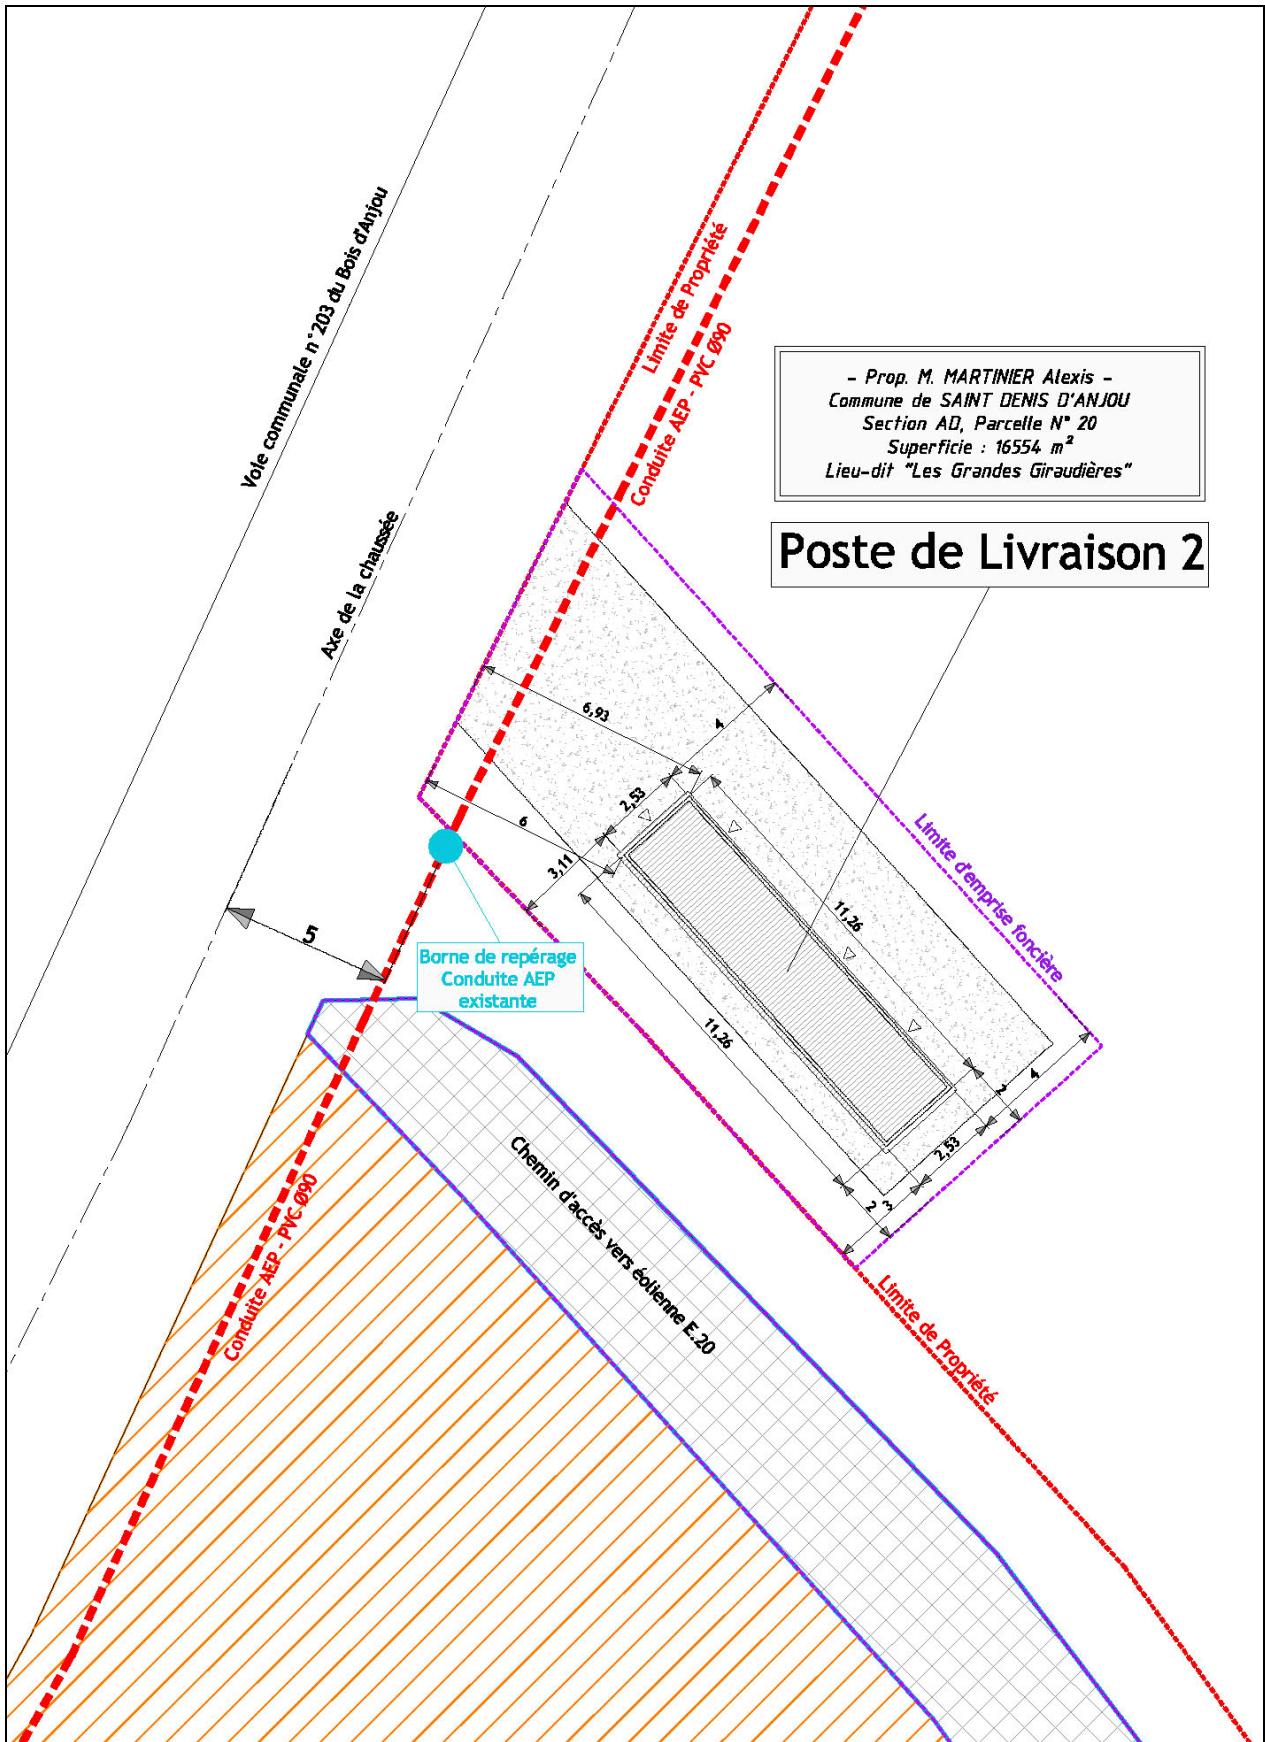 Voie communale n°203 du Bois d'Anjou
Axe de la chaussée
Limite de Propriété
Conduite AEP - PVC Ø90
- Prop. M. MARTINIER Alexis -
Commune de SAINT DENIS D'ANJOU
Section AD, Parcelle N° 20
Superficie : 16554 m²
Lieu-dit "Les Grandes Giraudières"
Poste de Livraison 2
6,93
4
2,53
6
3,11
11,26
Limite d'emprise foncière
5
Borne de repérage
Conduite AEP
existante
11,26
2
4
2,53
2
3
Chemin d'accès vers éolienne E.20
Conduite AEP - PVC Ø90
Limite de Propriété